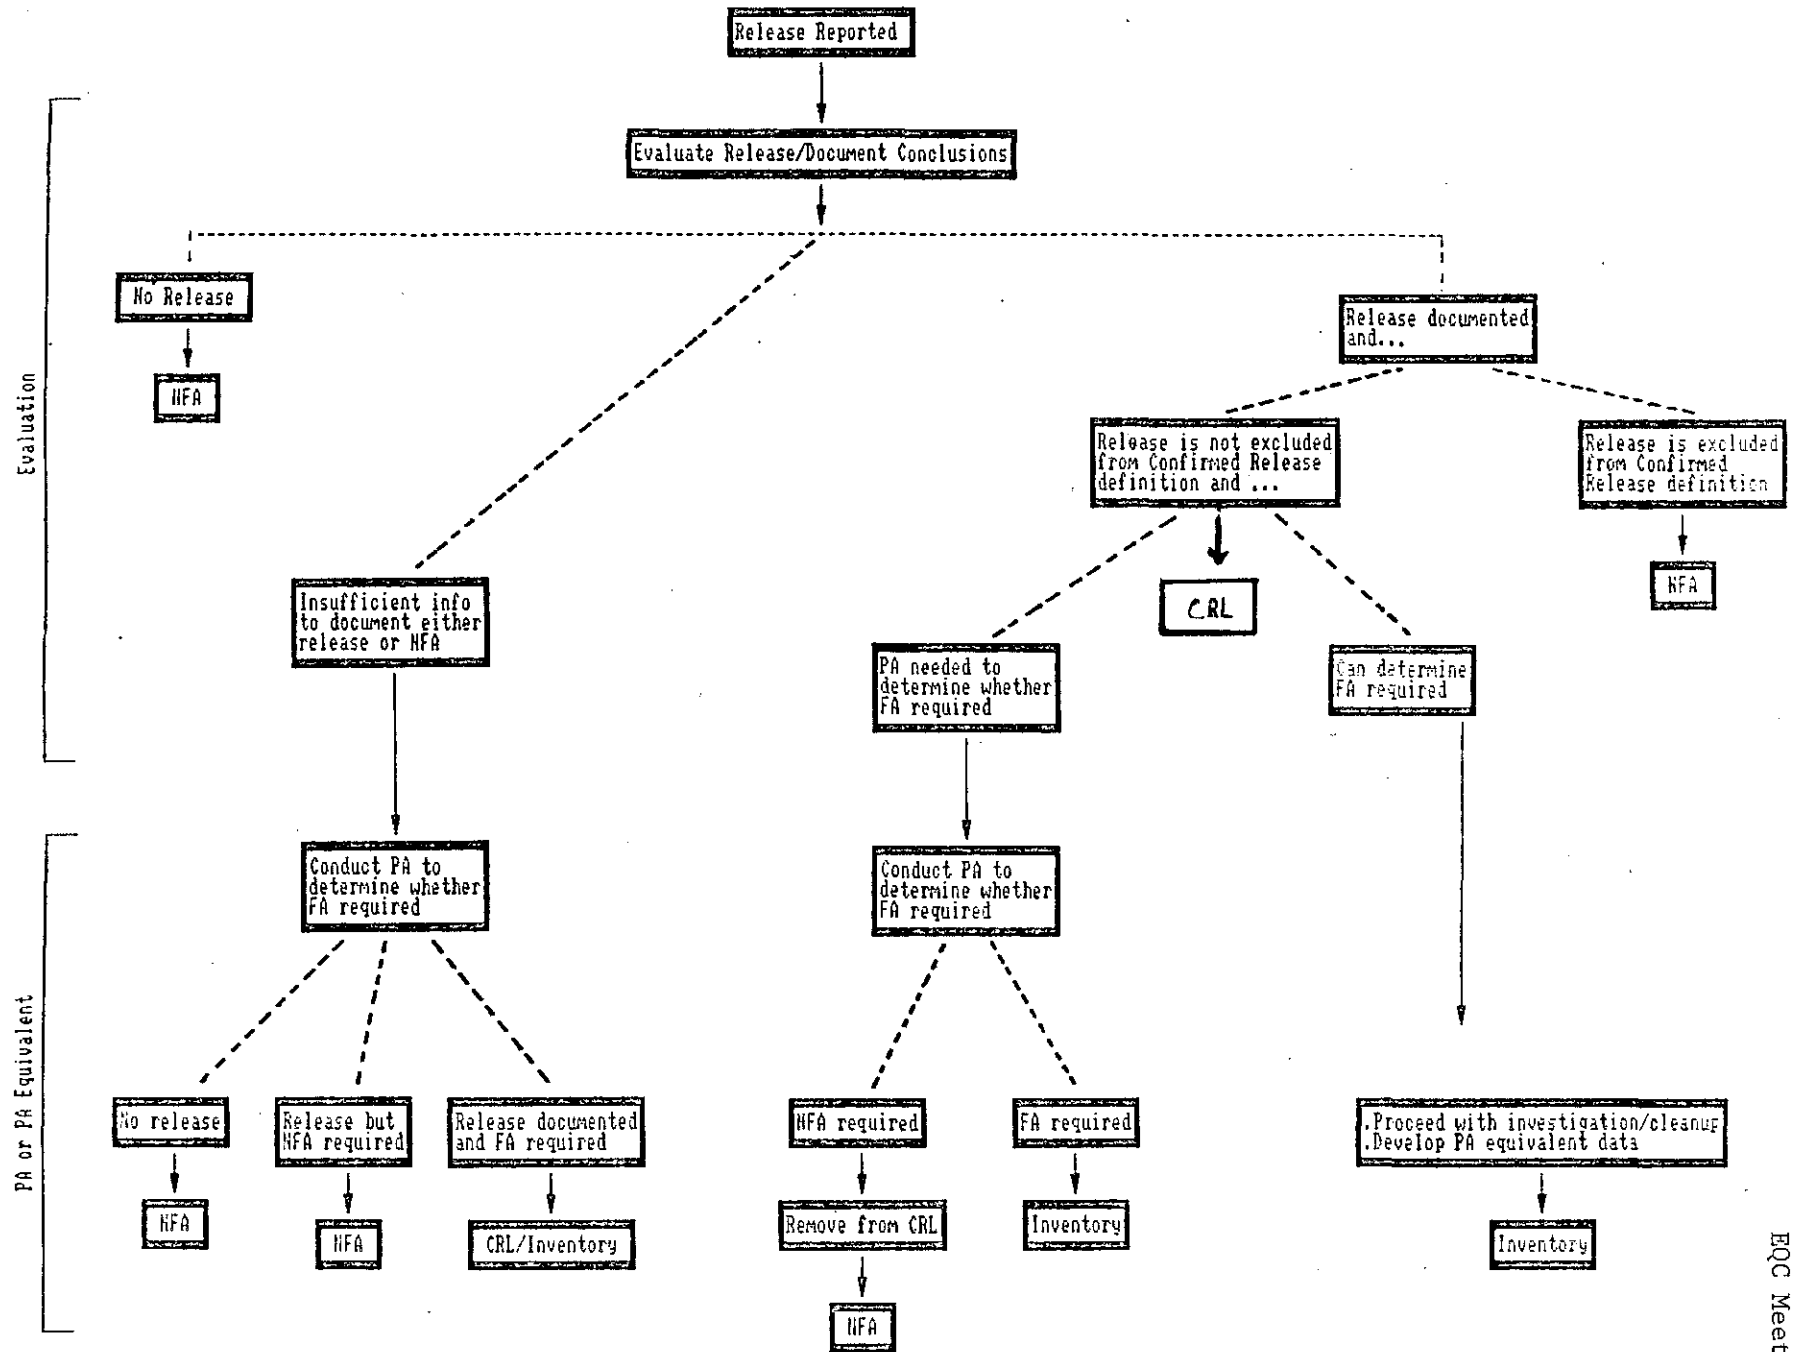 Release Reported
Evaluate Release/Document Conclusions
No Release
NFA
Release documented
and...
Release is not excluded
from Confirmed Release
definition and ...
Release is excluded
from Confirmed
Release definition
CRL
NFA
Evaluation
Insufficient info
to document either
release or NFA
PA needed to
determine whether
FA required
Can determine
FA required
Conduct PA to
determine whether
FA required
Conduct PA to
determine whether
FA required
PA or PA Equivalent
No release
Release but
NFA required
Release documented
and FA required
NFA required
FA required
.Proceed with investigation/cleanup
.Develop PA equivalent data
NFA
NFA
CRL/Inventory
Remove from CRL
Inventory
Inventory
NFA
EQC Meet